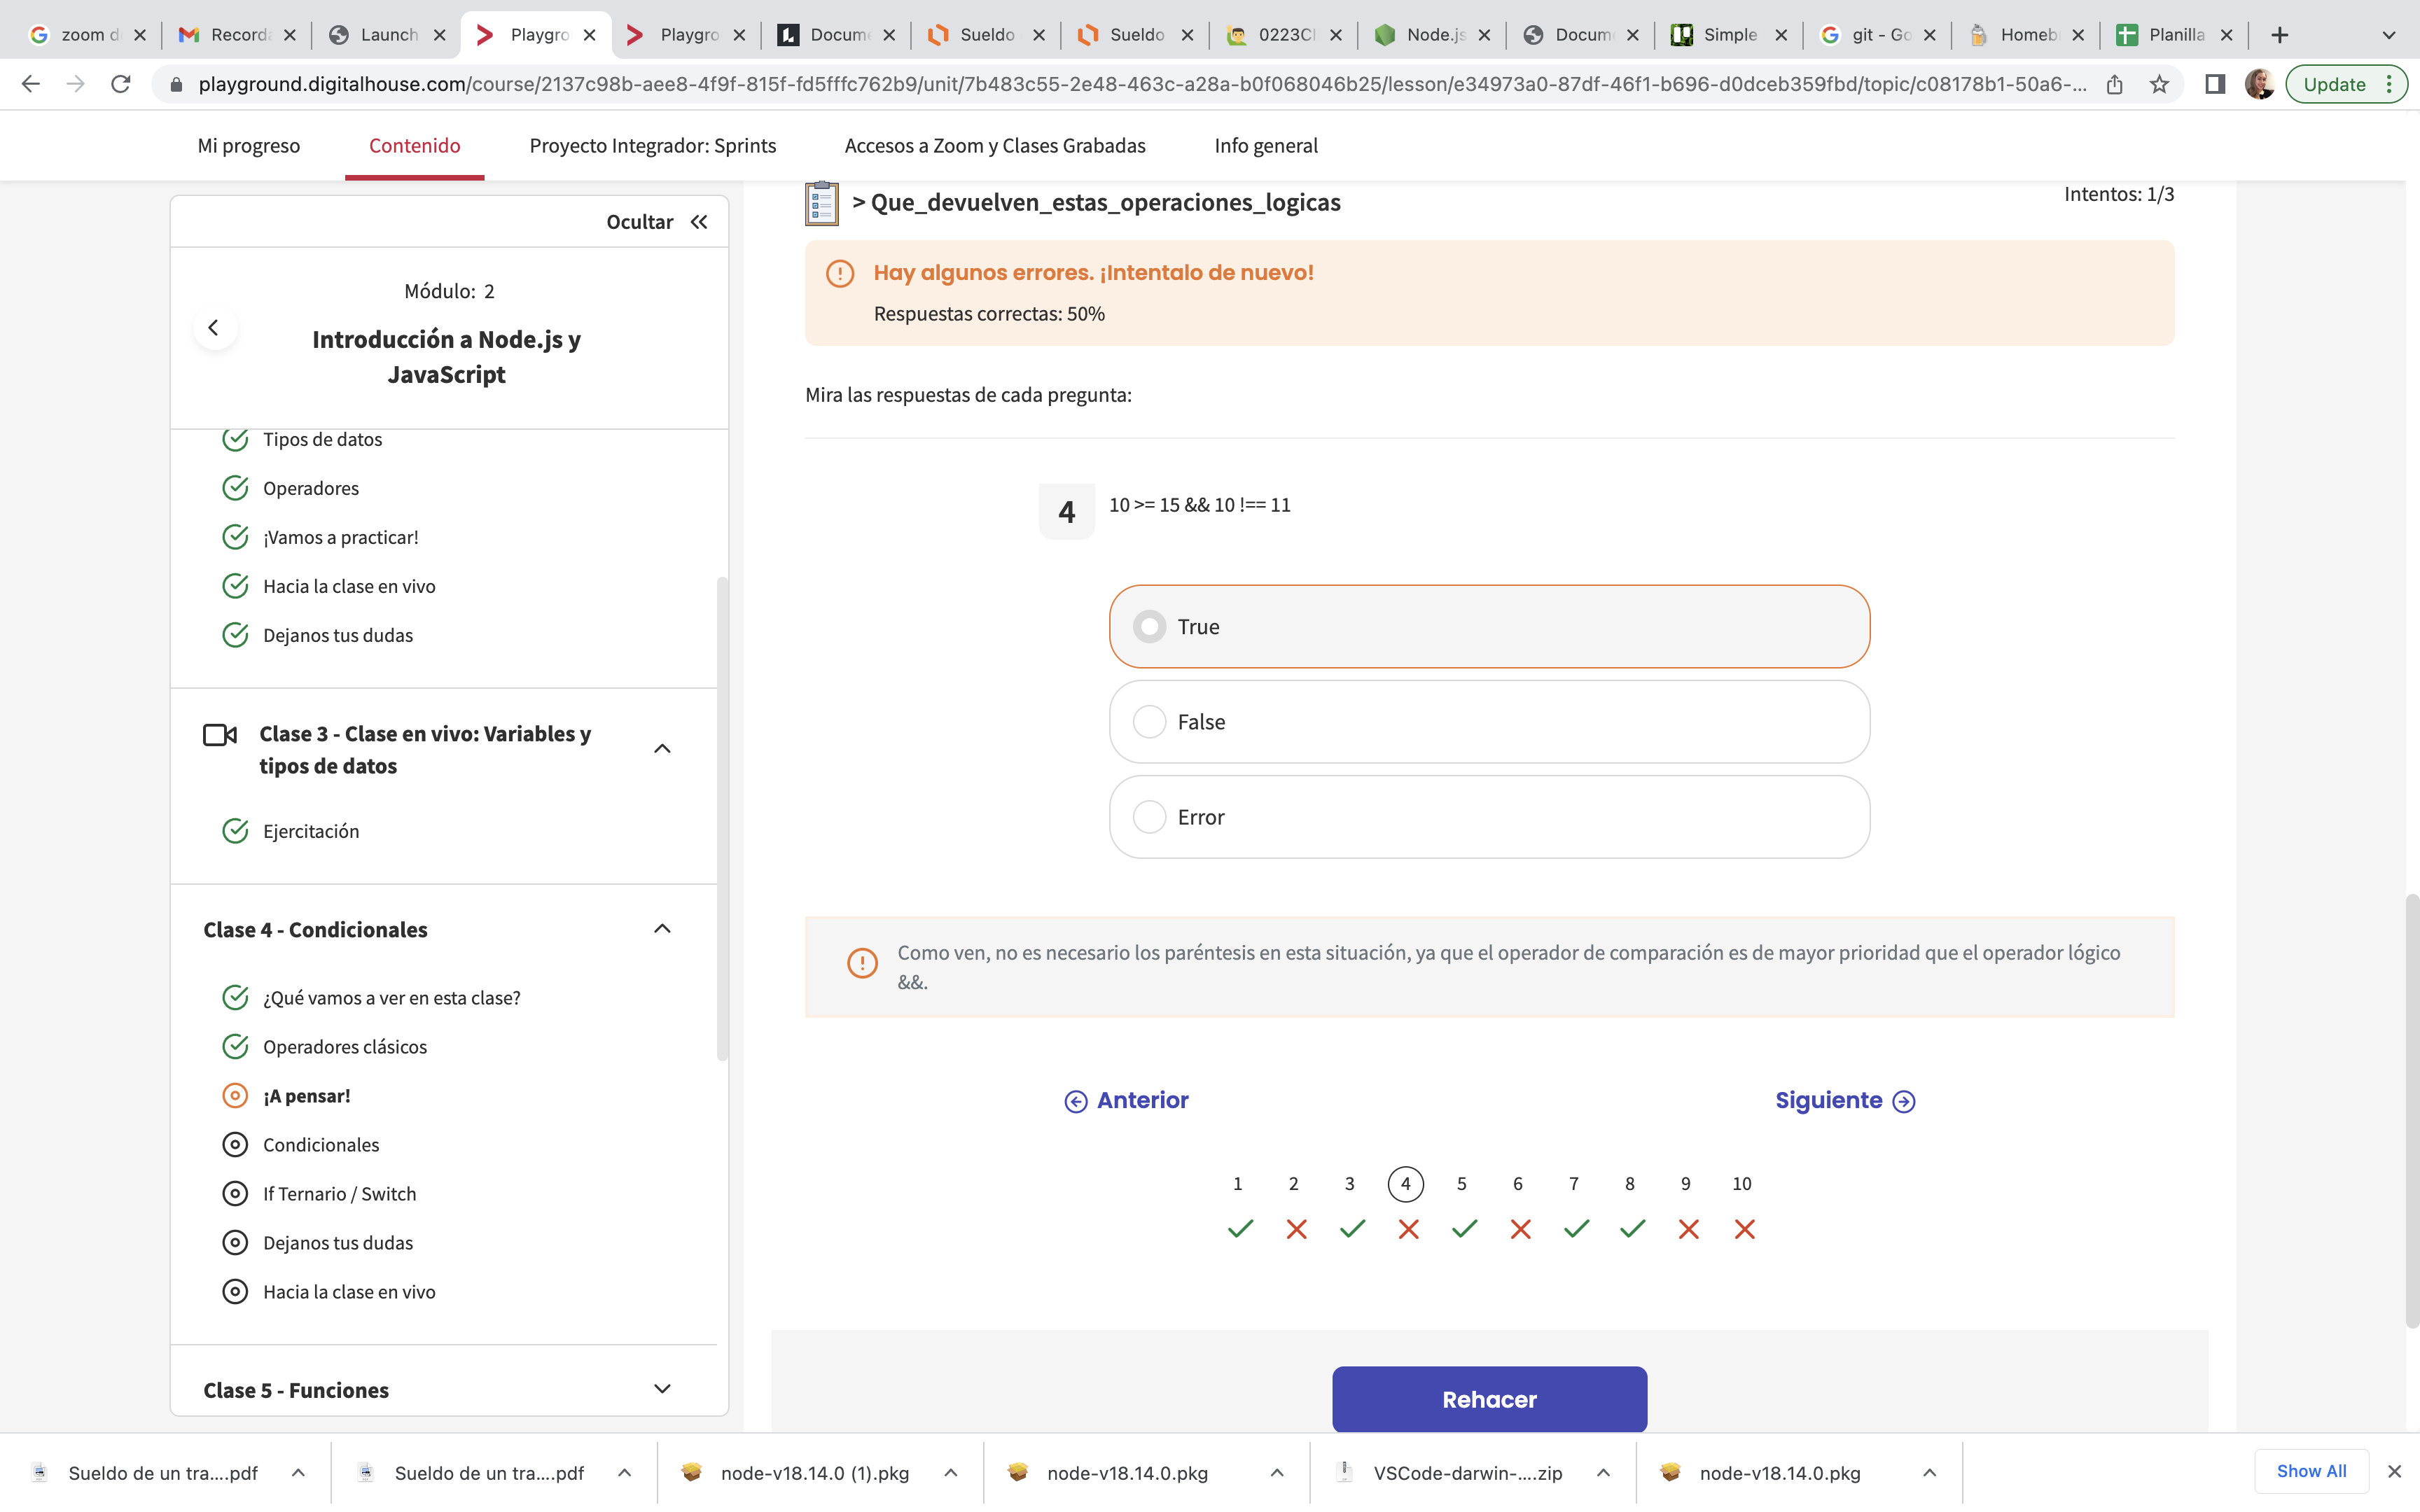 zoom d
Record
Launch
Playgro
Playgro
Docume
Sueldo
Sueldo
0223C
Node.js
Docum
Simple
git - Go
Homeb
Planilla
playground.digitalhouse.com/course/2137c98b-aee8-4f9f-815f-fd5fffc762b9/unit/7b483c55-2e48-463c-a28a-b0f068046b25/lesson/e34973a0-87df-46f1-b696-d0dceb359fbd/topic/c08178b1-50a6-...
Update
Mi progreso
Contenido
Proyecto Integrador: Sprints
Accesos a Zoom y Clases Grabadas
Info general
Ocultar
Módulo: 2
Introducción a Node.js y
JavaScript
Tipos de datos
Operadores
¡Vamos a practicar!
Hacia la clase en vivo
Dejanos tus dudas
Clase 3 - Clase en vivo: Variables y
tipos de datos
Ejercitación
Clase 4 - Condicionales
¿Qué vamos a ver en esta clase?
Operadores clásicos
¡A pensar!
Condicionales
If Ternario / Switch
Dejanos tus dudas
Hacia la clase en vivo
Clase 5 - Funciones
> Que_devuelven_estas_operaciones_logicas
Intentos: 1/3
Hay algunos errores. ¡Intentalo de nuevo!
Respuestas correctas: 50%
Mira las respuestas de cada pregunta:
4
10 >= 15 && 10 !== 11
True
False
Error
Como ven, no es necesario los paréntesis en esta situación, ya que el operador de comparación es de mayor prioridad que el operador lógico
&&.
Anterior
Siguiente
1 2 3 4 5 6 7 8 9 10
Rehacer
Sueldo de un tra....pdf
Sueldo de un tra....pdf
node-v18.14.0 (1).pkg
node-v18.14.0.pkg
VSCode-darwin-....zip
node-v18.14.0.pkg
Show All